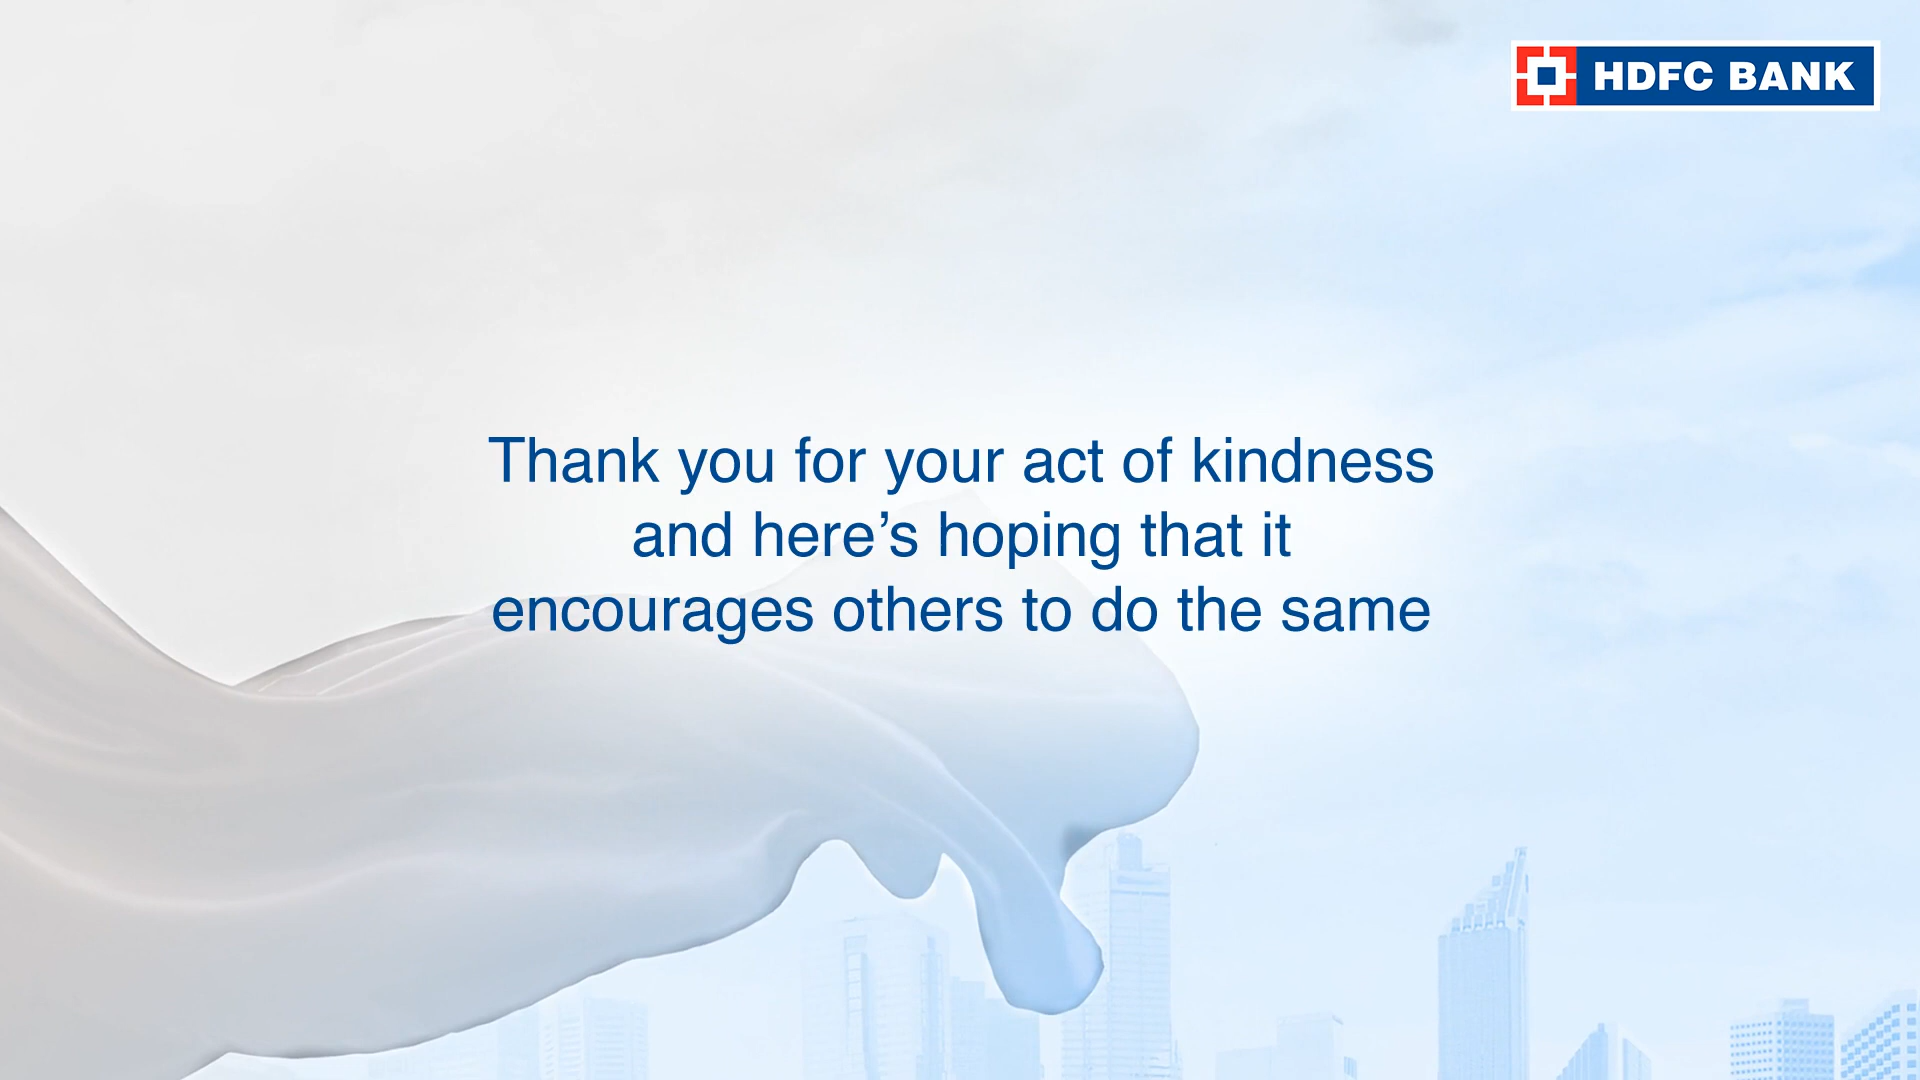 HDFC BANK
Thank you for your act of kindness
and here’s hoping that it
encourages others to do the same